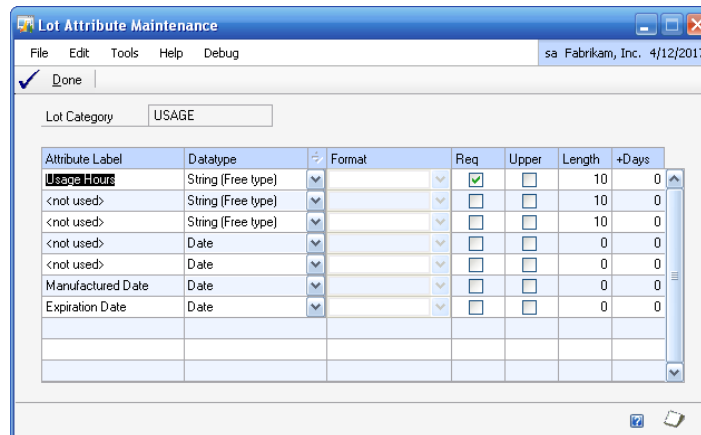 Lot Attribute Maintenance
File Edit Tools Help Debug sa Fabrikam, Inc. 4/12/2017
Done
Lot Category USAGE
Attribute Label Datatype Format Req Upper Length +Days
Usage Hours String (Free type) 10 0
<not used> String (Free type) 10 0
<not used> String (Free type) 10 0
<not used> Date 0 0
<not used> Date 0 0
Manufactured Date Date 0 0
Expiration Date Date 0 0